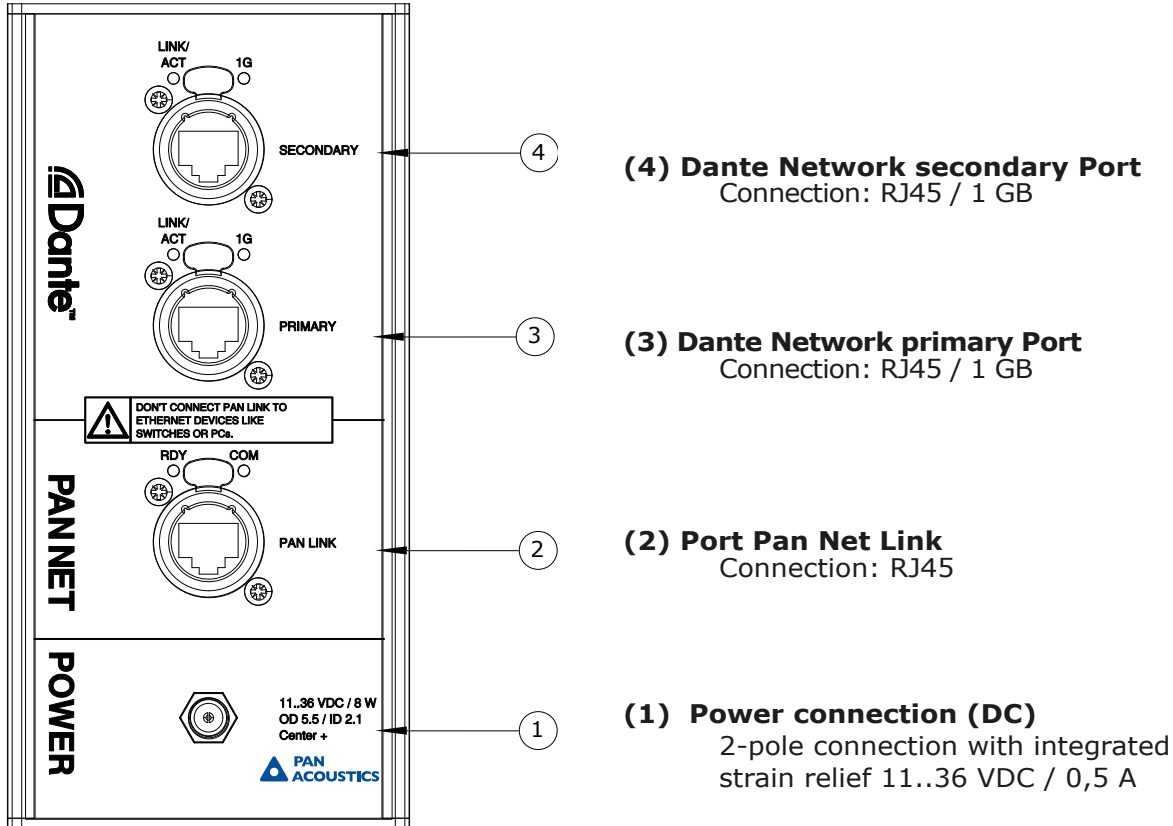 LINK/
ACT 1G
SECONDARY
4
(4) Dante Network secondary Port
Connection: RJ45 / 1 GB
Dante™
LINK/
ACT 1G
PRIMARY
3
(3) Dante Network primary Port
Connection: RJ45 / 1 GB
DON'T CONNECT PAN LINK TO
ETHERNET DEVICES LIKE
SWITCHES OR PCs.
PAN NET
RDY COM
PAN LINK
2
(2) Port Pan Net Link
Connection: RJ45
POWER
11..36 VDC / 8 W
OD 5.5 / ID 2.1
Center +
PAN
ACOUSTICS
1
(1) Power connection (DC)
2-pole connection with integrated
strain relief 11..36 VDC / 0,5 A